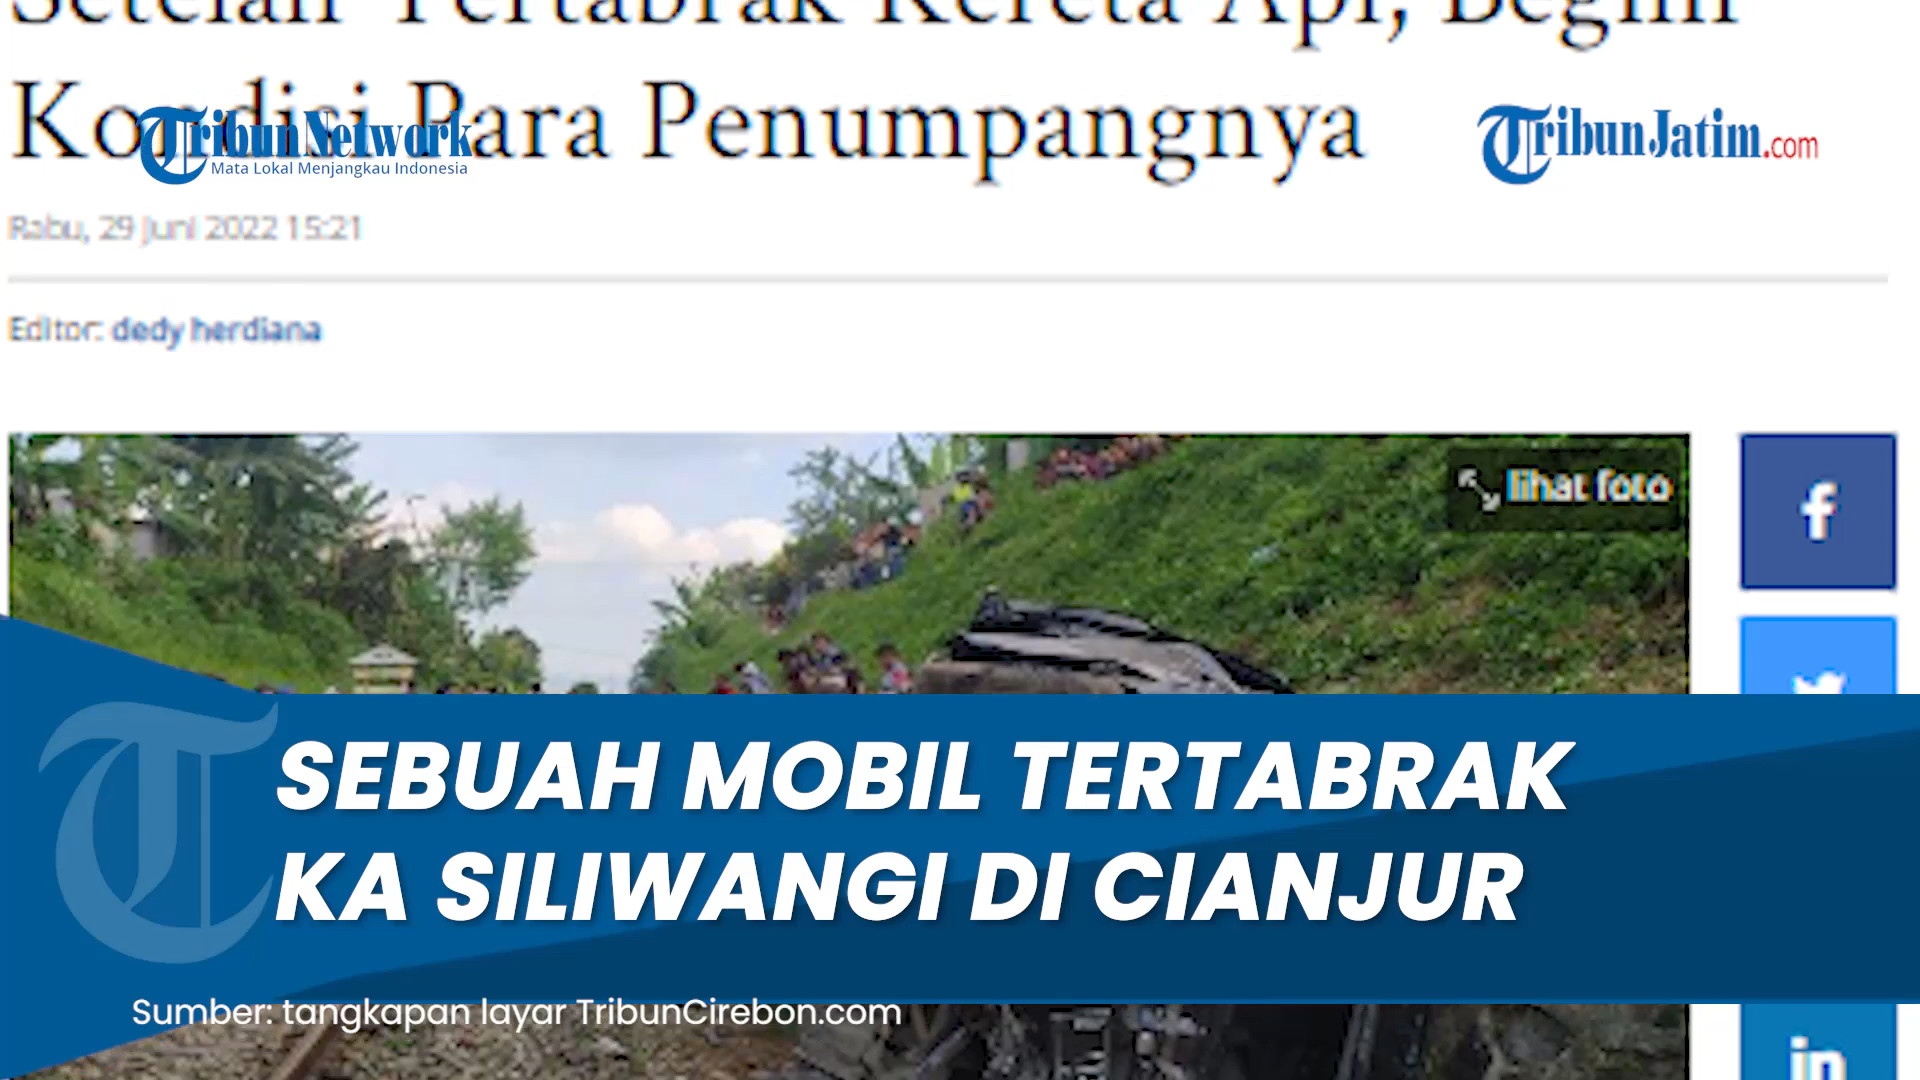 Setelah Tertabrak Kereta Api, Begini
Kondisi Para Penumpangnya
Tribun Network
Mata Lokal Menjangkau Indonesia
TribunJatim.com
Rabu, 29 Juni 2022 15:21
Editor: dedy herdiana
lihat foto
f
SEBUAH MOBIL TERTABRAK
KA SILIWANGI DI CIANJUR
Sumber: tangkapan layar TribunCirebon.com
in